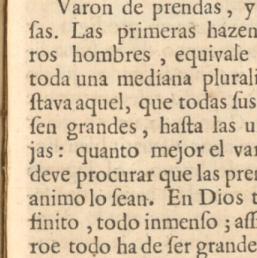 Varon de prendas, y
ſas. Las primeras hazen
ros hombres, equivale
toda una mediana plurali
ſtava aquel, que todas ſus
ſen grandes, haſta las u
jas: quanto mejor el va
deve procurar que las pre
animo lo ſean. En Dios t
finito, todo inmenſo; aſſi
roe todo ha de ſer grande